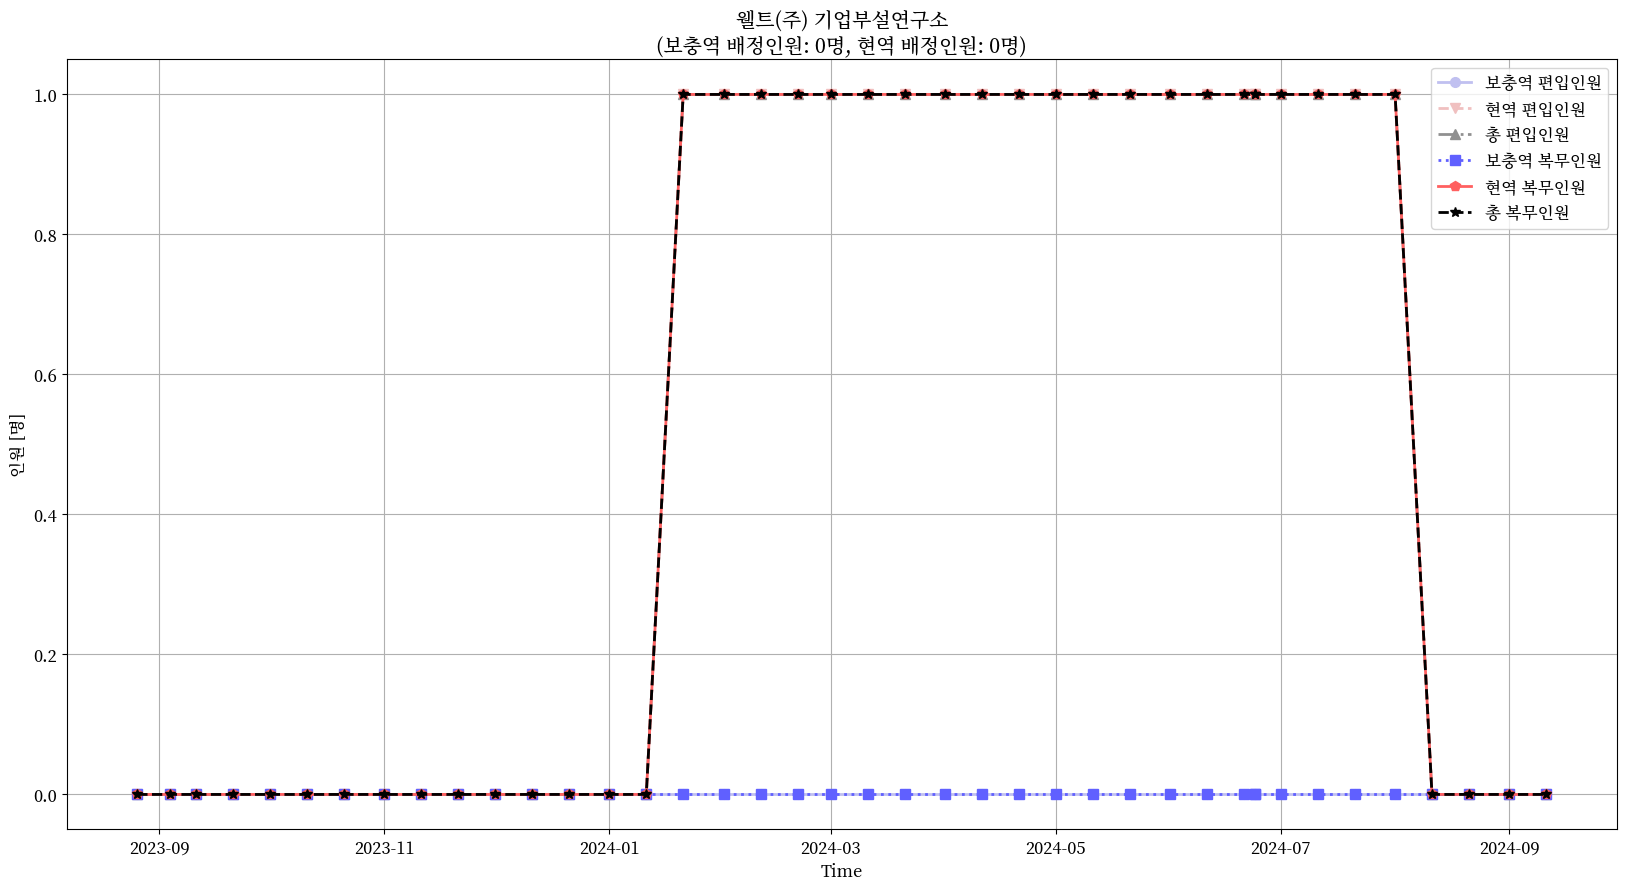 웰트(주) 기업부설연구소
(보충역 배정인원: 0명, 현역 배정인원: 0명)
보충역 편입인원
현역 편입인원
총 편입인원
보충역 복무인원
현역 복무인원
총 복무인원
인원 [명]
1.0
0.8
0.6
0.4
0.2
0.0
2023-09
2023-11
2024-01
2024-03
2024-05
2024-07
2024-09
Time